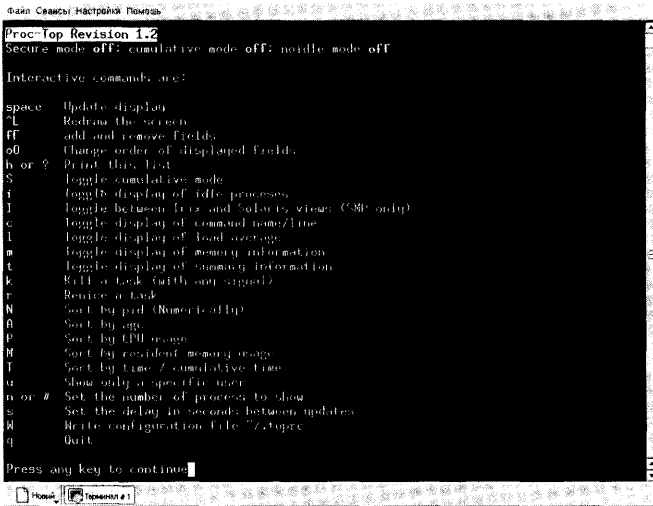 Файл Сеансы Настройки Помощь
Proc-Top Revision 1.2
Secure mode off; cumulative mode off; noidle mode off
Interactive commands are:
space Update display
^L Redraw the screen
fF add and remove fields
oO Change order of displayed fields
h or ? Print this list
S Toggle cumulative mode
i Toggle display of idle proceses
I Toggle between Irix and Solaris views (SMP only)
c Toggle display of command name/line
l Toggle display of load average
m Toggle display of memory information
t Toggle display of summary information
k Kill a task (with any signal)
r Renice a task
N Sort by pid (Numerically)
A Sort by age
P Sort by CPU usage
M Sort by resident memory usage
T Sort by time / cumulative time
u Show only a specific user
n or # Set the number of process to show
s Set the delay in seconds between updates
W Write configuration file ~/.toprc
q Quit
Press any key to continue
Новый Терминал # 1